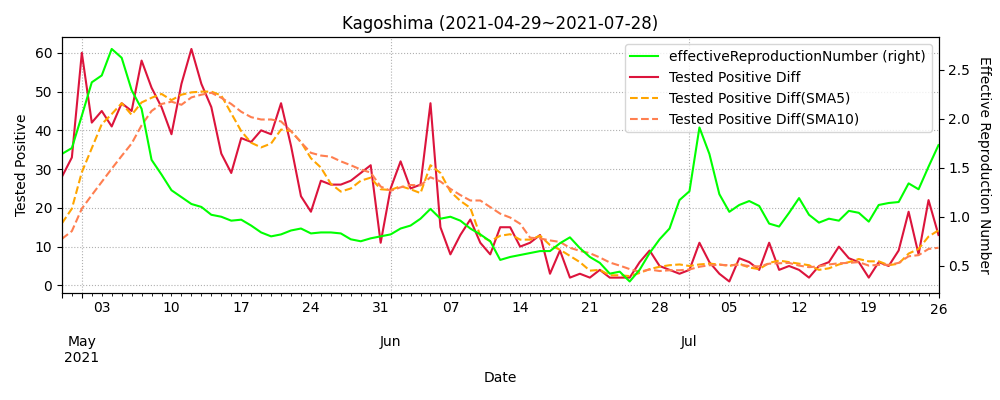 Kagoshima (2021-04-29~2021-07-28)
effectiveReproductionNumber (right)
Tested Positive Diff
Tested Positive Diff(SMA5)
Tested Positive Diff(SMA10)
Tested Positive
60
50
40
30
20
10
0
2.5
2.0
1.5
1.0
0.5
Effective Reproduction Number
03 10 17 24 31 07 14 21 28 05 12 19 26
May Jun Jul
2021
Date